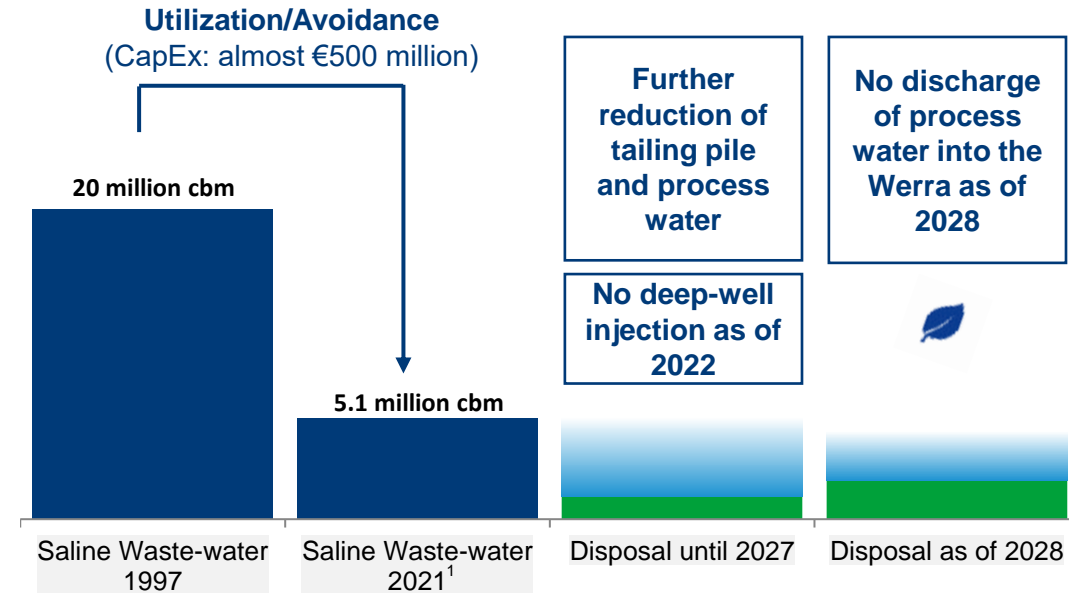 Utilization/Avoidance
(CapEx: almost €500 million)
20 million cbm
5.1 million cbm
Further
reduction of
tailing pile
and process
water
No deep-well
injection as of
2022
No discharge
of process
water into the
Werra as of
2028
Saline Waste-water
1997
Saline Waste-water
2021¹
Disposal until 2027
Disposal as of 2028